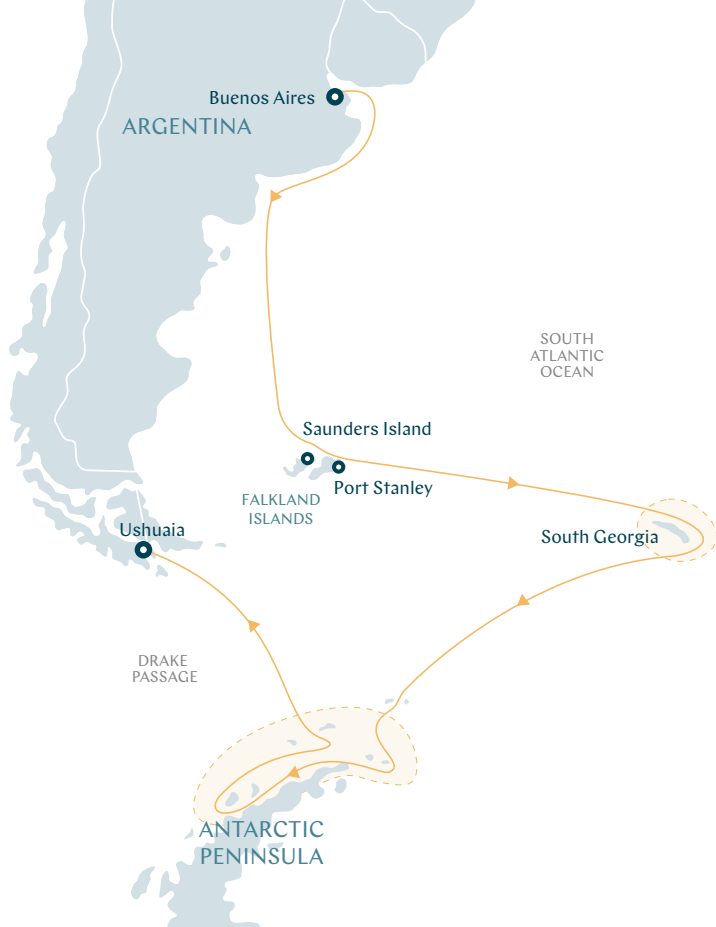 Buenos Aires
ARGENTINA
SOUTH
ATLANTIC
OCEAN
Saunders Island
Port Stanley
FALKLAND
ISLANDS
Ushuaia
South Georgia
DRAKE
PASSAGE
ANTARCTIC
PENINSULA